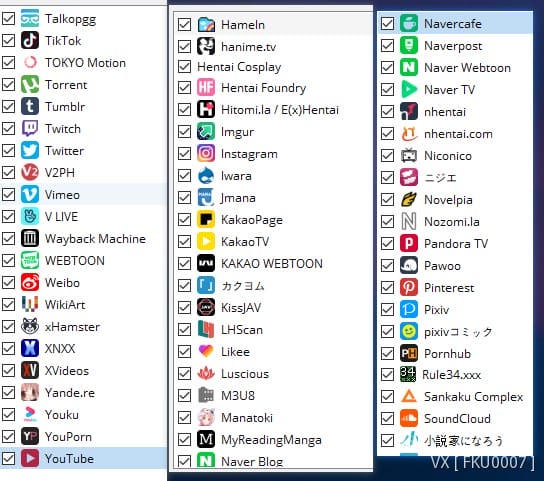 Talkopgg
TikTok
TOKYO Motion
Torrent
Tumblr
Twitch
Twitter
V2PH
Vimeo
V LIVE
Wayback Machine
WEBTOON
Weibo
WikiArt
xHamster
XNXX
XVideos
Yande.re
Youku
YouPorn
YouTube
Hameln
hanime.tv
Hentai Cosplay
Hentai Foundry
Hitomi.la / E(x)Hentai
Imgur
Instagram
Iwara
Jmana
KakaoPage
KakaoTV
KAKAO WEBTOON
カクヨム
KissJAV
LHScan
Likee
Luscious
M3U8
Manatoki
MyReadingManga
Naver Blog
Navercafe
Naverpost
Naver Webtoon
Naver TV
nhentai
nhentai.com
Niconico
ニジエ
Novelpia
Nozomi.la
Pandora TV
Pawoo
Pinterest
Pixiv
pixivコミック
Pornhub
Rule34.xxx
Sankaku Complex
SoundCloud
小説家になろう
VX [ FKU0007 ]